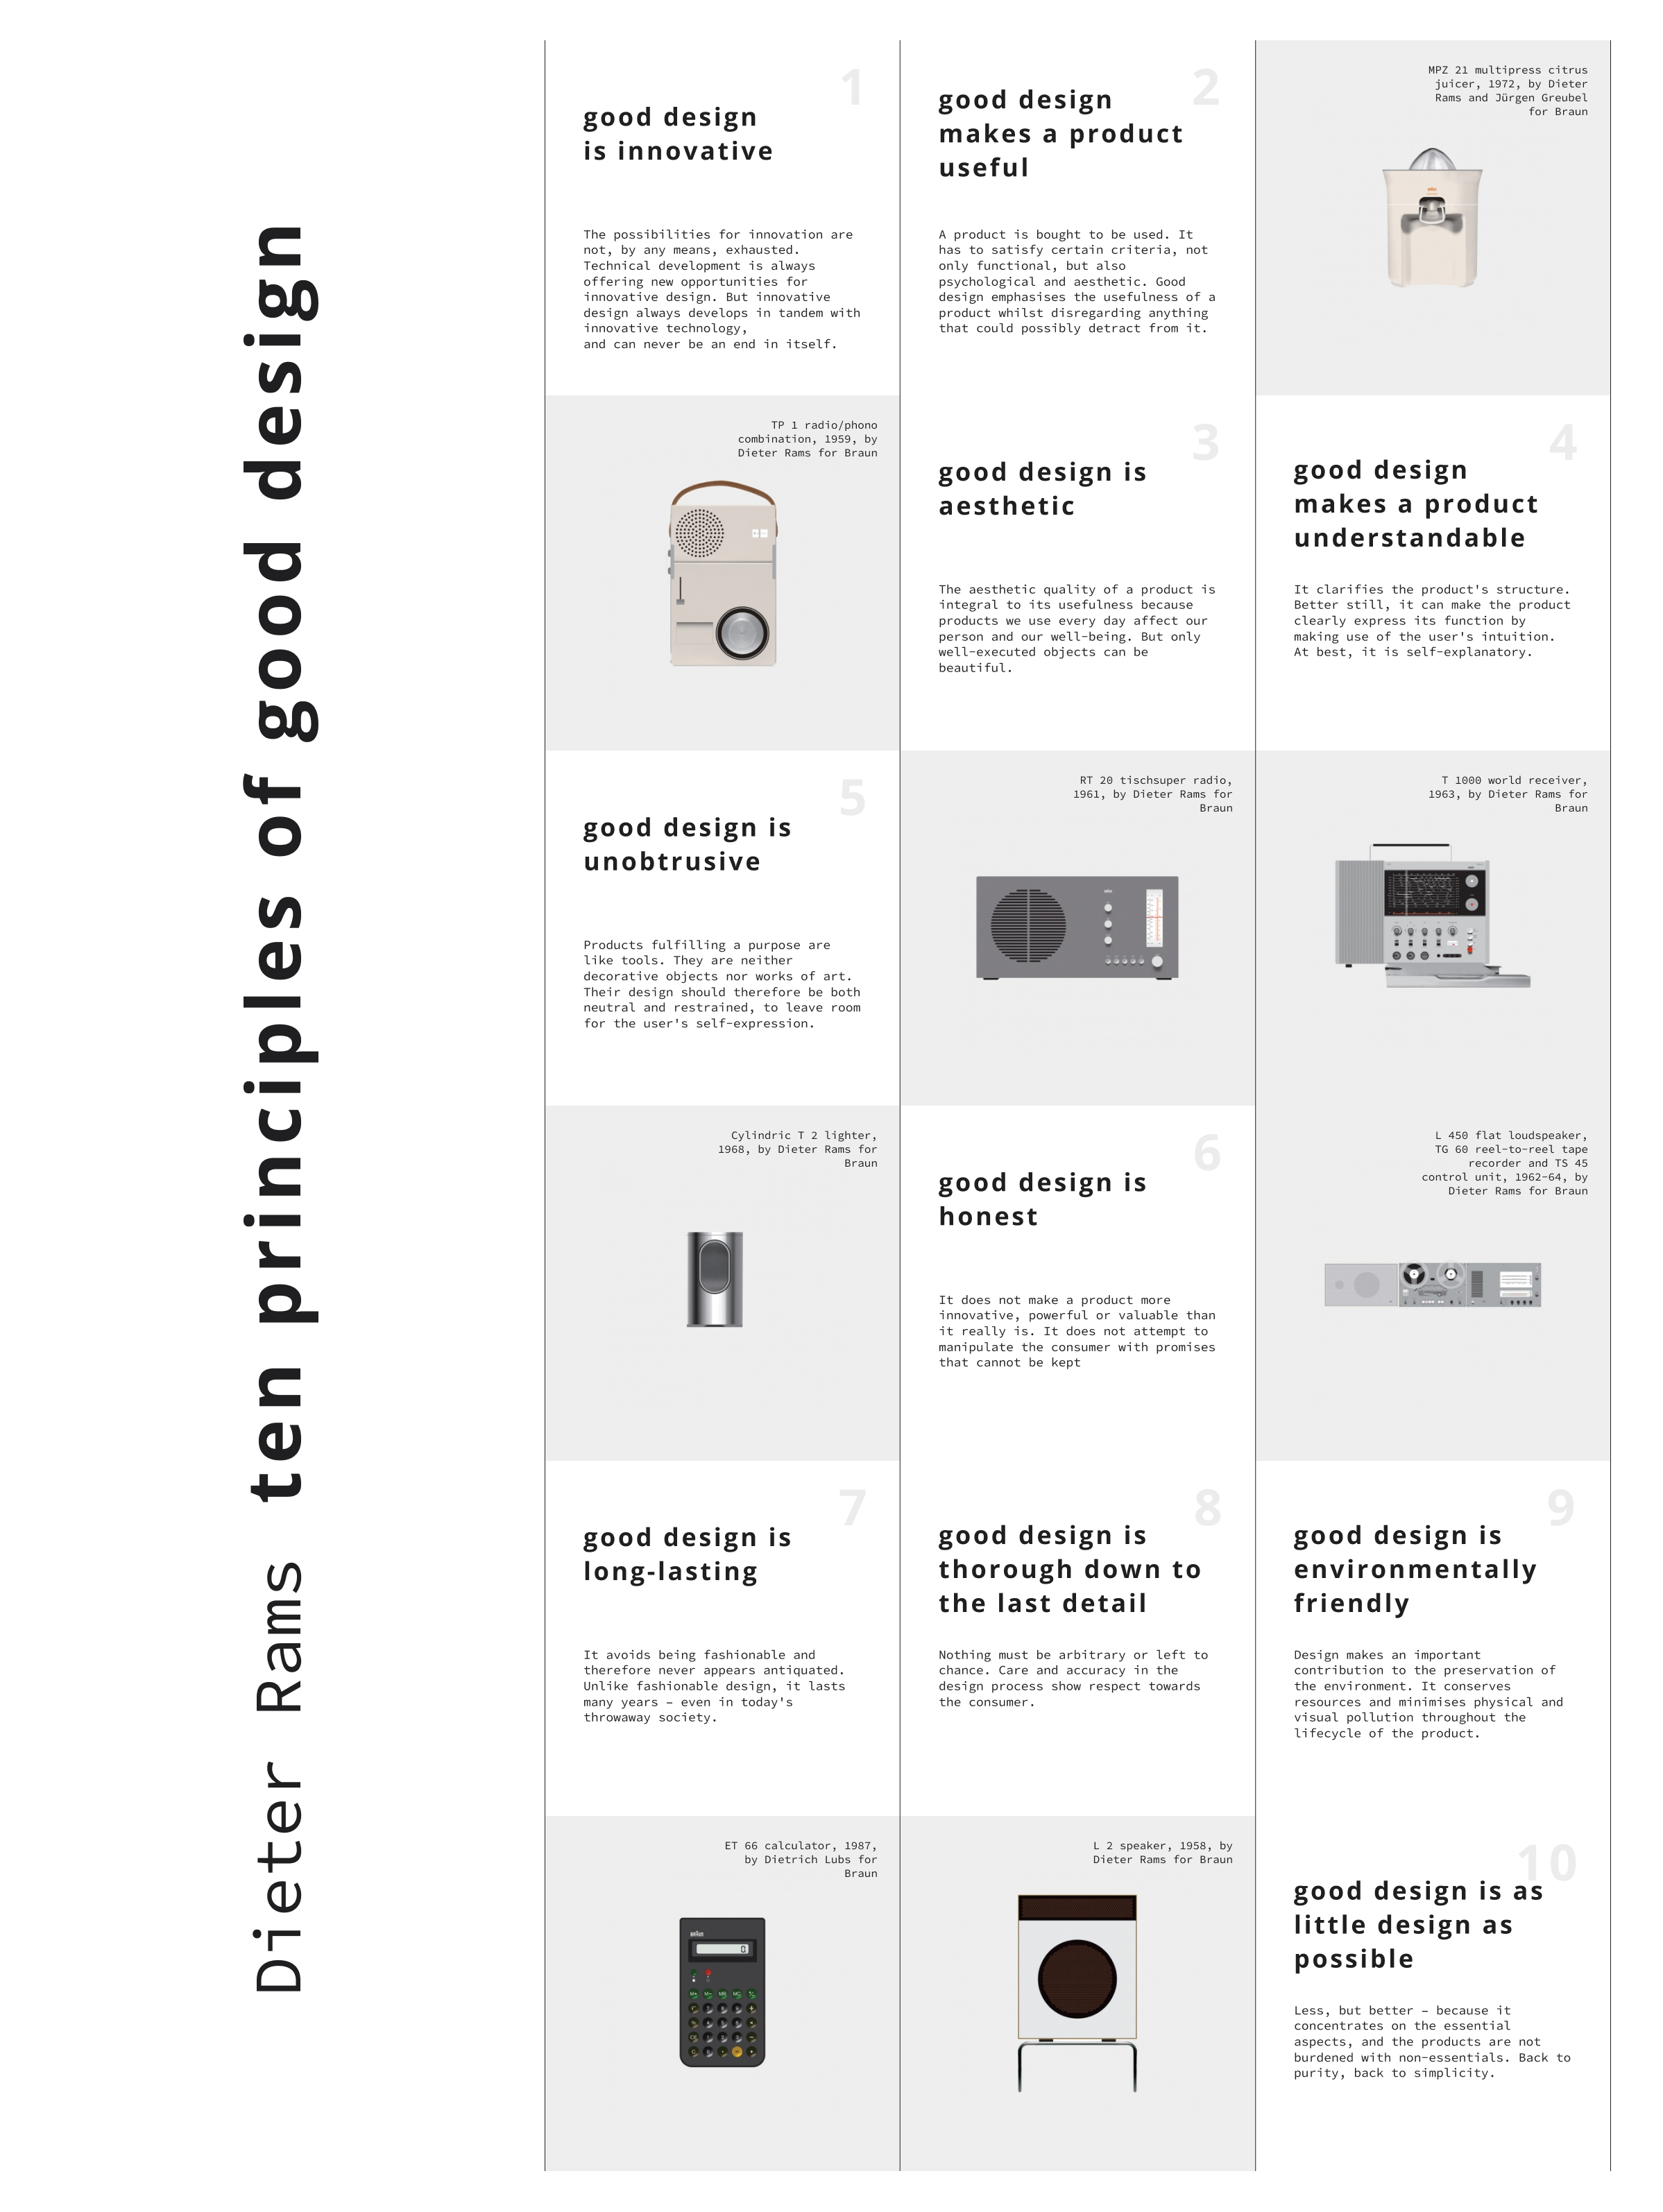 Dieter Rams ten principles of good design
1
good design
is innovative
The possibilities for innovation are
not, by any means, exhausted.
Technical development is always
offering new opportunities for
innovative design. But innovative
design always develops in tandem with
innovative technology,
and can never be an end in itself.
2
good design
makes a product
useful
A product is bought to be used. It
has to satisfy certain criteria, not
only functional, but also
psychological and aesthetic. Good
design emphasises the usefulness of a
product whilst disregarding anything
that could possibly detract from it.
MPZ 21 multipress citrus
juicer, 1972, by Dieter
Rams and Jürgen Greubel
for Braun
TP 1 radio/phono
combination, 1959, by
Dieter Rams for Braun
3
good design is
aesthetic
The aesthetic quality of a product is
integral to its usefulness because
products we use every day affect our
person and our well-being. But only
well-executed objects can be
beautiful.
4
good design
makes a product
understandable
It clarifies the product's structure.
Better still, it can make the product
clearly express its function by
making use of the user's intuition.
At best, it is self-explanatory.
5
good design is
unobtrusive
Products fulfilling a purpose are
like tools. They are neither
decorative objects nor works of art.
Their design should therefore be both
neutral and restrained, to leave room
for the user's self-expression.
RT 20 tischsuper radio,
1961, by Dieter Rams for
Braun
T 1000 world receiver,
1963, by Dieter Rams for
Braun
Cylindric T 2 lighter,
1968, by Dieter Rams for
Braun
6
good design is
honest
It does not make a product more
innovative, powerful or valuable than
it really is. It does not attempt to
manipulate the consumer with promises
that cannot be kept
L 450 flat loudspeaker,
TG 60 reel-to-reel tape
recorder and TS 45
control unit, 1962-64, by
Dieter Rams for Braun
7
good design is
long-lasting
It avoids being fashionable and
therefore never appears antiquated.
Unlike fashionable design, it lasts
many years – even in today's
throwaway society.
8
good design is
thorough down to
the last detail
Nothing must be arbitrary or left to
chance. Care and accuracy in the
design process show respect towards
the consumer.
9
good design is
environmentally
friendly
Design makes an important
contribution to the preservation of
the environment. It conserves
resources and minimises physical and
visual pollution throughout the
lifecycle of the product.
ET 66 calculator, 1987,
by Dietrich Lubs for
Braun
BRAUN
0
L 2 speaker, 1958, by
Dieter Rams for Braun
10
good design is as
little design as
possible
Less, but better – because it
concentrates on the essential
aspects, and the products are not
burdened with non-essentials. Back to
purity, back to simplicity.